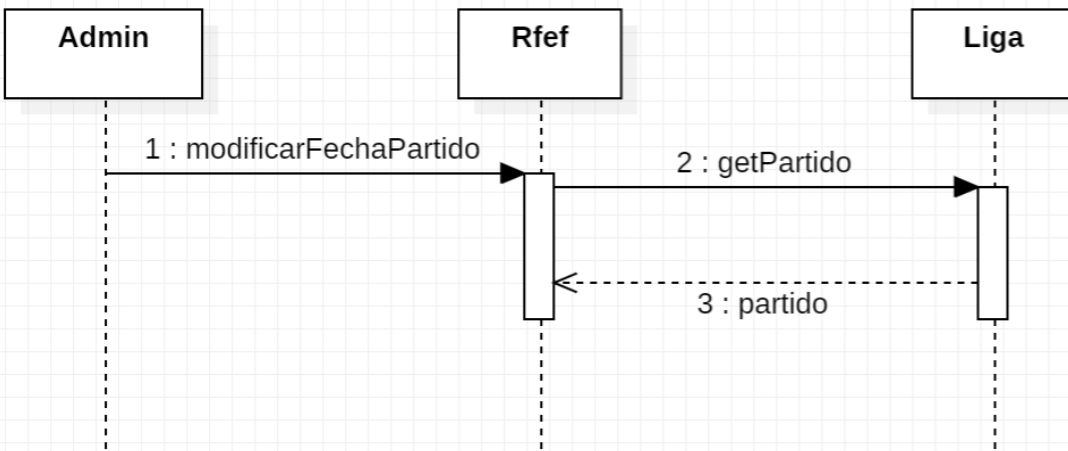 Admin
Rfef
Liga
1 : modificarFechaPartido
2 : getPartido
3 : partido